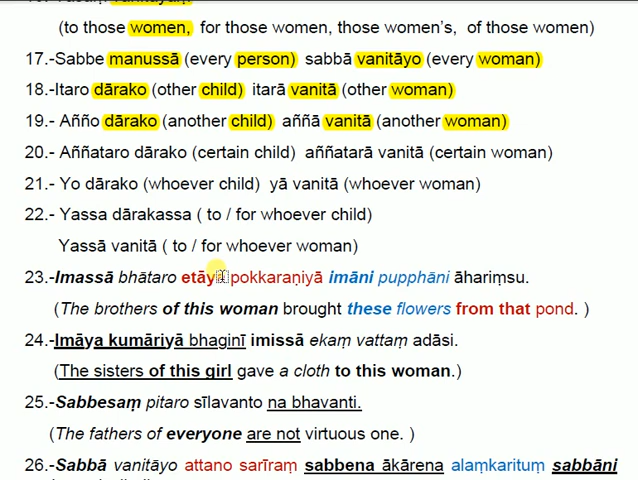 (to those women, for those women, those women's, of those women)
17.-Sabbe manussā (every person) sabbā vanitāyo (every woman)
18.-Itaro dārako (other child) itarā vanitā (other woman)
19.- Añño dārako (another child) aññā vanitā (another woman)
20.- Aññataro dārako (certain child) aññatarā vanitā (certain woman)
21.- Yo dārako (whoever child) yā vanitā (whoever woman)
22.- Yassa dārakassa ( to / for whoever child)
Yassā vanitā ( to / for whoever woman)
23.-Imassā bhātaro pokkaraṇiyā imāni pupphāni āhariṃsu.
(The brothers of this woman brought these flowers from that pond. )
24.-Imāya kumāriyā bhaginī imissā ekaṃ vattaṃ adāsi.
(The sisters of this girl gave a cloth to this woman.)
25.-Sabbesaṃ pitaro sīlavanto na bhavanti.
(The fathers of everyone are not virtuous one. )
26.-Sabbā vanitāyo attano sarīraṃ sabbena ākārena alaṃkarituṃ sabbāni